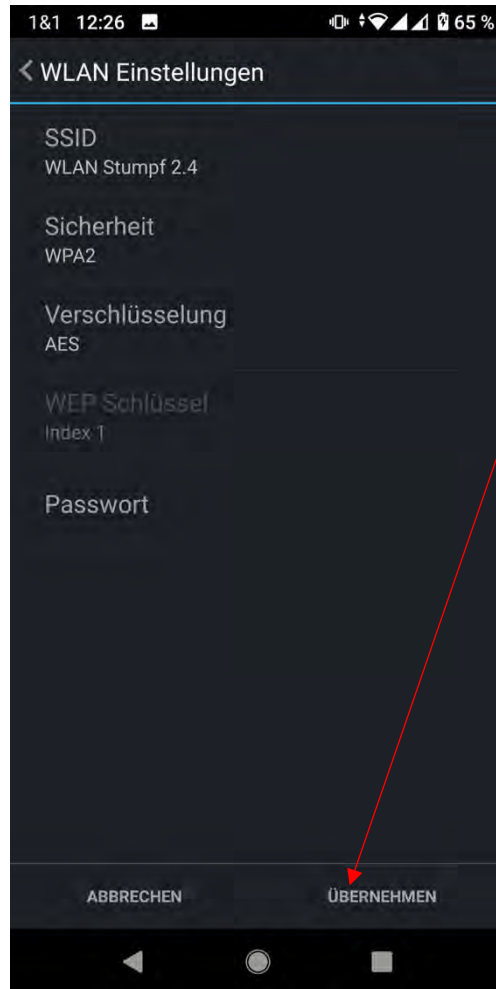 1&1 12:26 65 %
WLAN Einstellungen
SSID
WLAN Stumpf 2.4
Sicherheit
WPA2
Verschlüsselung
AES
WEP Schlüssel
Index 1
Passwort
ABBRECHEN ÜBERNEHMEN